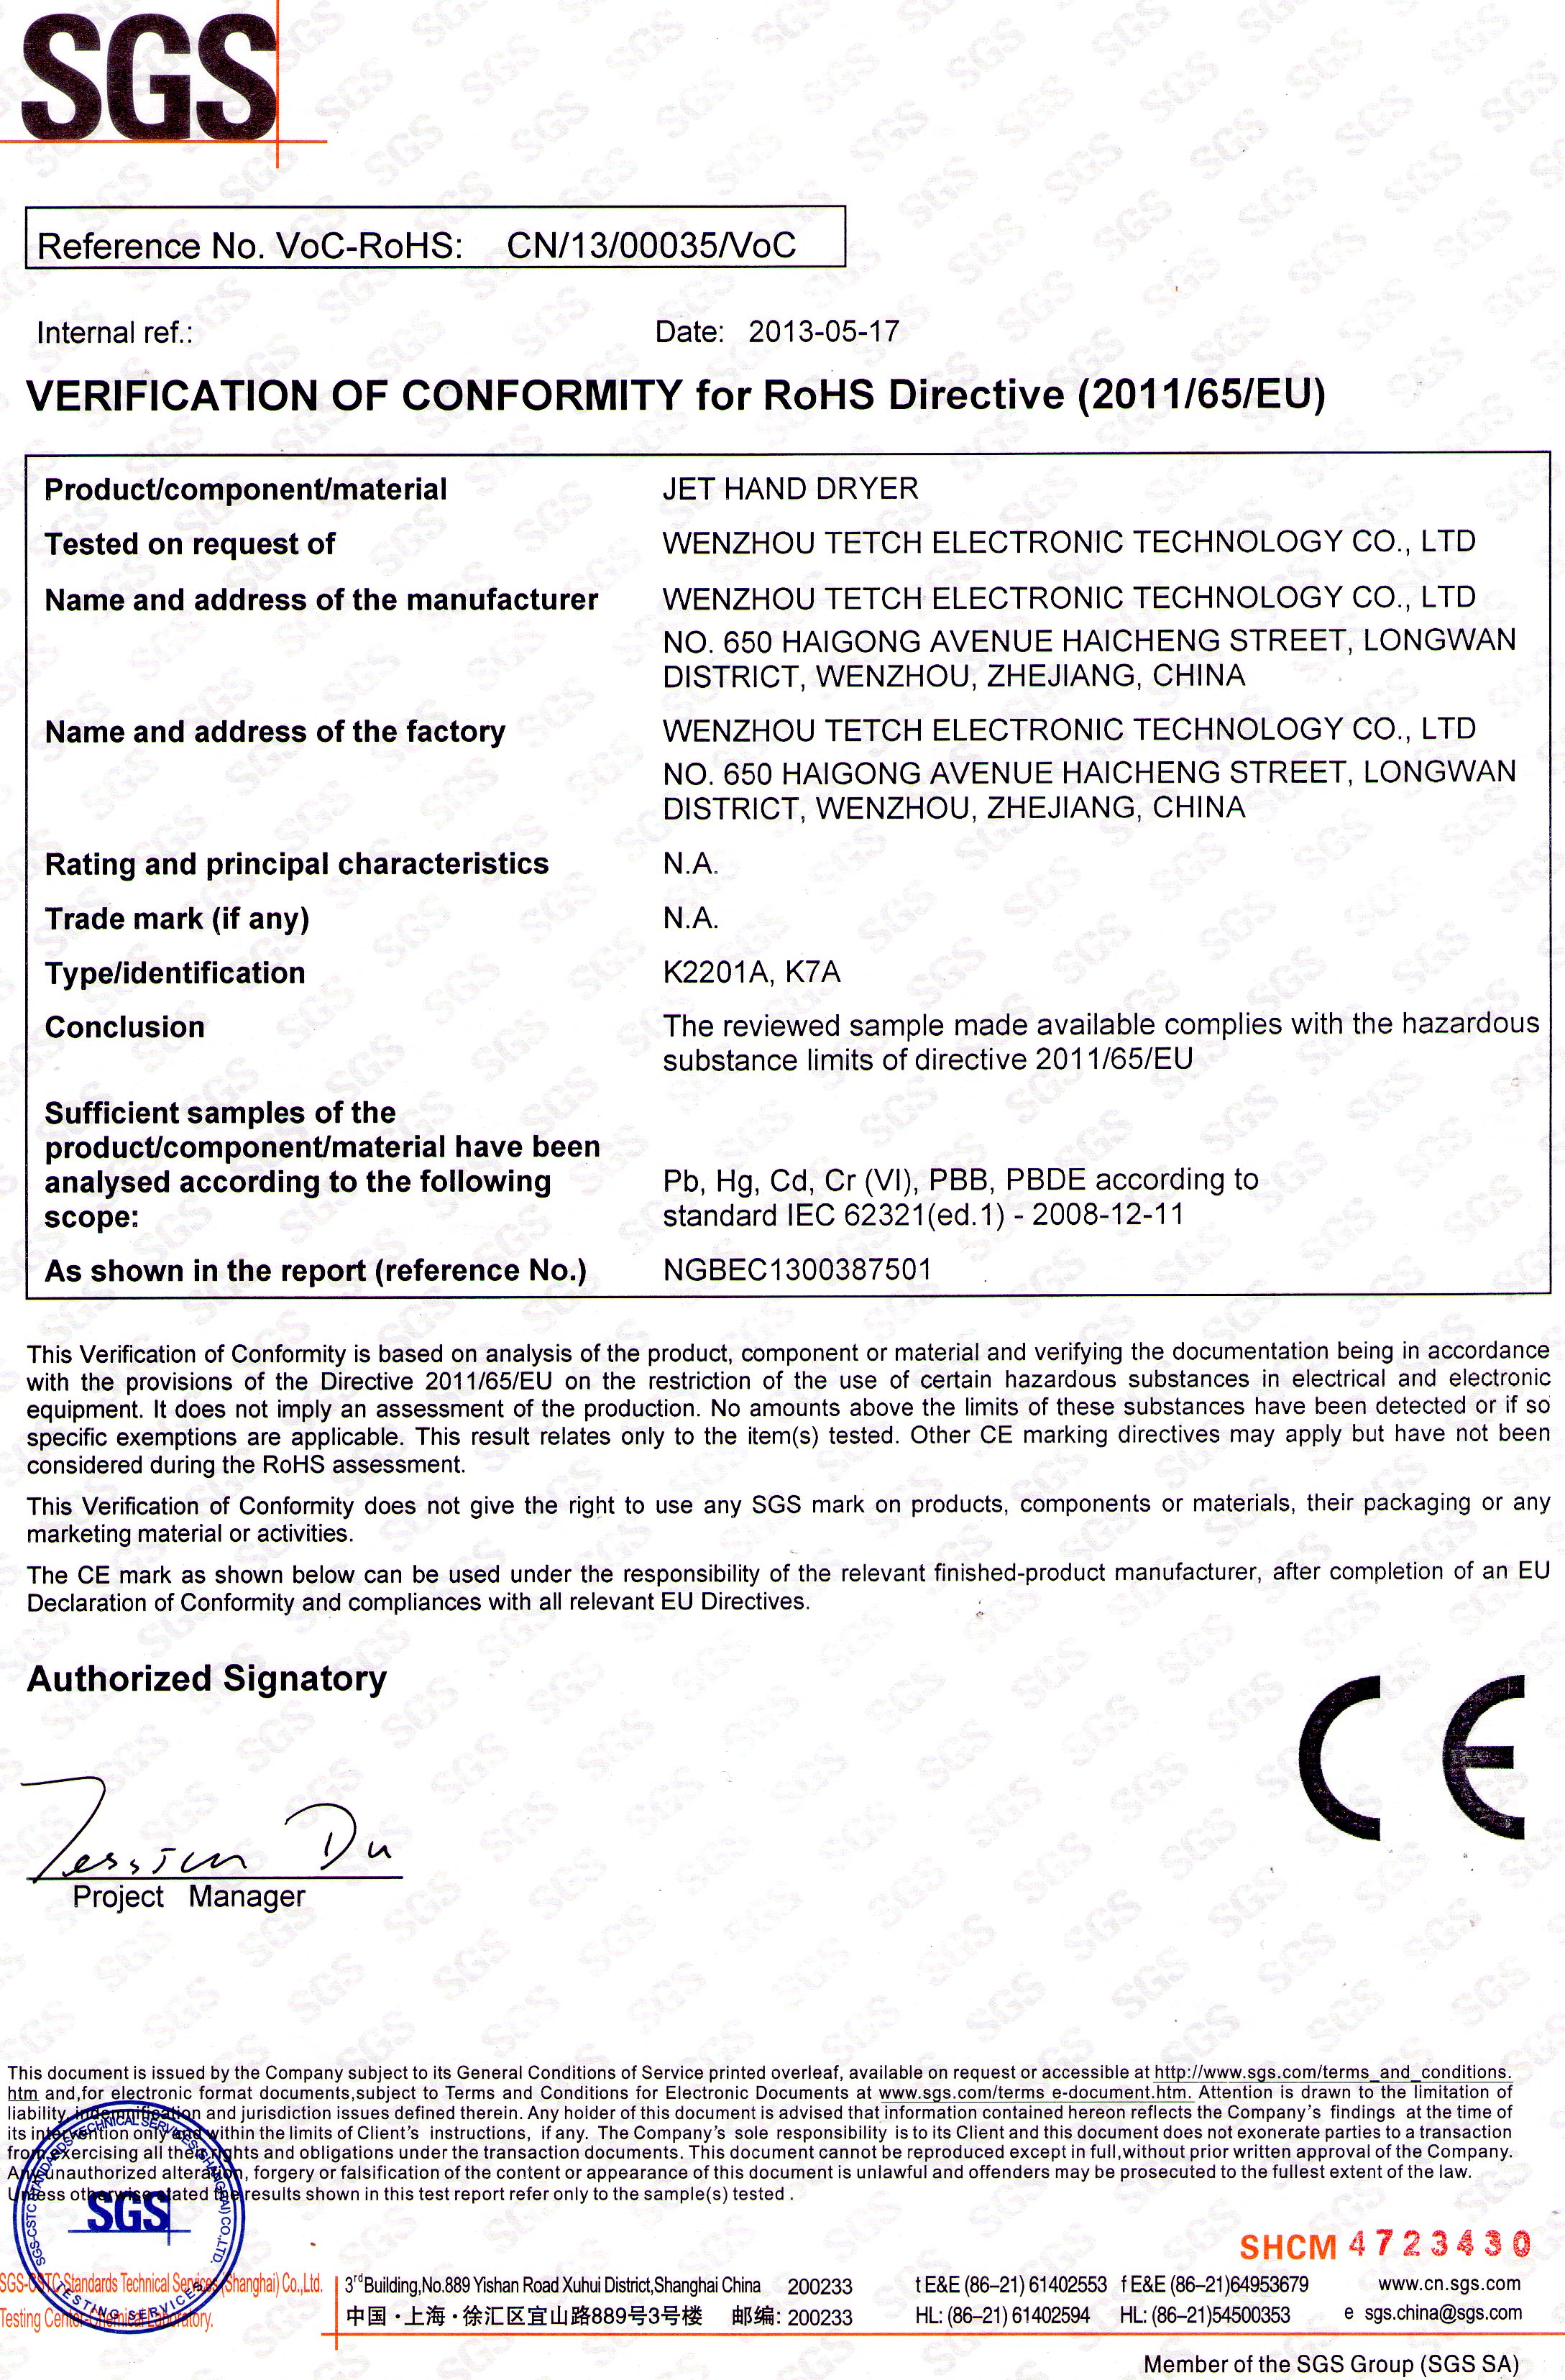 SGS
Reference No. VoC-RoHS: CN/13/00035/VoC
Internal ref.: Date: 2013-05-17
VERIFICATION OF CONFORMITY for RoHS Directive (2011/65/EU)
Product/component/material JET HAND DRYER
Tested on request of WENZHOU TETCH ELECTRONIC TECHNOLOGY CO., LTD
Name and address of the manufacturer WENZHOU TETCH ELECTRONIC TECHNOLOGY CO., LTD
NO. 650 HAIGONG AVENUE HAICHENG STREET, LONGWAN
DISTRICT, WENZHOU, ZHEJIANG, CHINA
Name and address of the factory WENZHOU TETCH ELECTRONIC TECHNOLOGY CO., LTD
NO. 650 HAIGONG AVENUE HAICHENG STREET, LONGWAN
DISTRICT, WENZHOU, ZHEJIANG, CHINA
Rating and principal characteristics N.A.
Trade mark (if any) N.A.
Type/identification K2201A, K7A
Conclusion The reviewed sample made available complies with the hazardous
substance limits of directive 2011/65/EU
Sufficient samples of the
product/component/material have been
analysed according to the following Pb, Hg, Cd, Cr (VI), PBB, PBDE according to
scope: standard IEC 62321(ed.1) - 2008-12-11
As shown in the report (reference No.) NGBEC1300387501
This Verification of Conformity is based on analysis of the product, component or material and verifying the documentation being in accordance
with the provisions of the Directive 2011/65/EU on the restriction of the use of certain hazardous substances in electrical and electronic
equipment. It does not imply an assessment of the production. No amounts above the limits of these substances have been detected or if so
specific exemptions are applicable. This result relates only to the item(s) tested. Other CE marking directives may apply but have not been
considered during the RoHS assessment.
This Verification of Conformity does not give the right to use any SGS mark on products, components or materials, their packaging or any
marketing material or activities.
The CE mark as shown below can be used under the responsibility of the relevant finished-product manufacturer, after completion of an EU
Declaration of Conformity and compliances with all relevant EU Directives.
Authorized Signatory
CE
Du
Project Manager
This document is issued by the Company subject to its General Conditions of Service printed overleaf, available on request or accessible at http://www.sgs.com/terms_and_conditions.
htm and,for electronic format documents,subject to Terms and Conditions for Electronic Documents at www.sgs.com/terms e-document.htm. Attention is drawn to the limitation of
liability, indemnification and jurisdiction issues defined therein. Any holder of this document is advised that information contained hereon reflects the Company's findings at the time of
its intervention only and within the limits of Client's instructions, if any. The Company's sole responsibility is to its Client and this document does not exonerate parties to a transaction
from exercising all their rights and obligations under the transaction documents. This document cannot be reproduced except in full,without prior written approval of the Company.
Any unauthorized alteration, forgery or falsification of the content or appearance of this document is unlawful and offenders may be prosecuted to the fullest extent of the law.
Unless otherwise stated the results shown in this test report refer only to the sample(s) tested .
SGS-CSTC STANDARDS TECHNICAL SERVICES (SHANGHAI) CO.,LTD.
SGS
TESTING SERVICES
SHCM 4723430
SGS-CSTC Standards Technical Services (Shanghai) Co.,Ltd. 3rd Building,No.889 Yishan Road Xuhui District,Shanghai China 200233 t E&E (86–21) 61402553 f E&E (86–21)64953679 www.cn.sgs.com
Testing Center-Chemical Laboratory. 中国·上海·徐汇区宜山路889号3号楼 邮编: 200233 HL: (86–21) 61402594 HL: (86–21)54500353 e sgs.china@sgs.com
Member of the SGS Group (SGS SA)